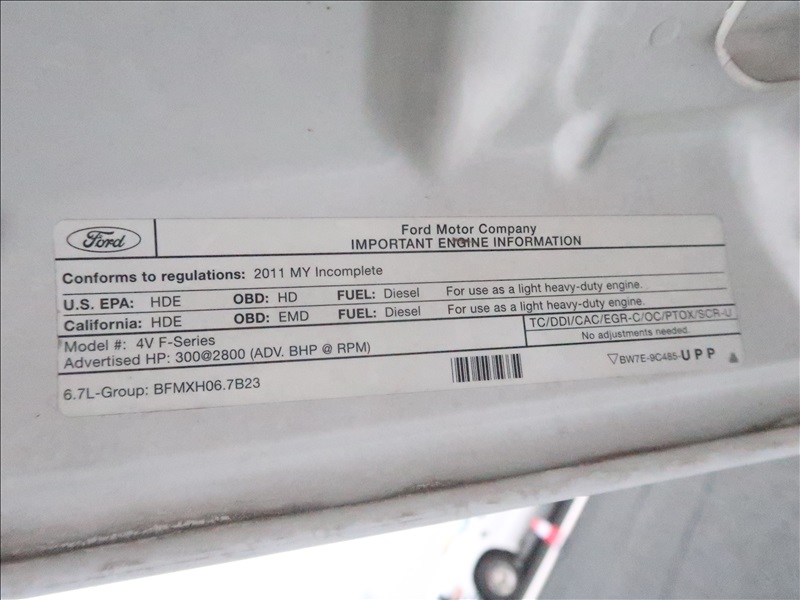 Ford
Ford Motor Company
IMPORTANT ENGINE INFORMATION
Conforms to regulations: 2011 MY Incomplete
U.S. EPA: HDE OBD: HD FUEL: Diesel For use as a light heavy-duty engine.
California: HDE OBD: EMD FUEL: Diesel For use as a light heavy-duty engine.
Model #: 4V F-Series
TC/DDI/CAC/EGR-C/OC/PTOX/SCR-U
Advertised HP: 300@2800 (ADV. BHP @ RPM)
No adjustments needed.
6.7L-Group: BFMXH06.7B23
BW7E-9C485-UPP